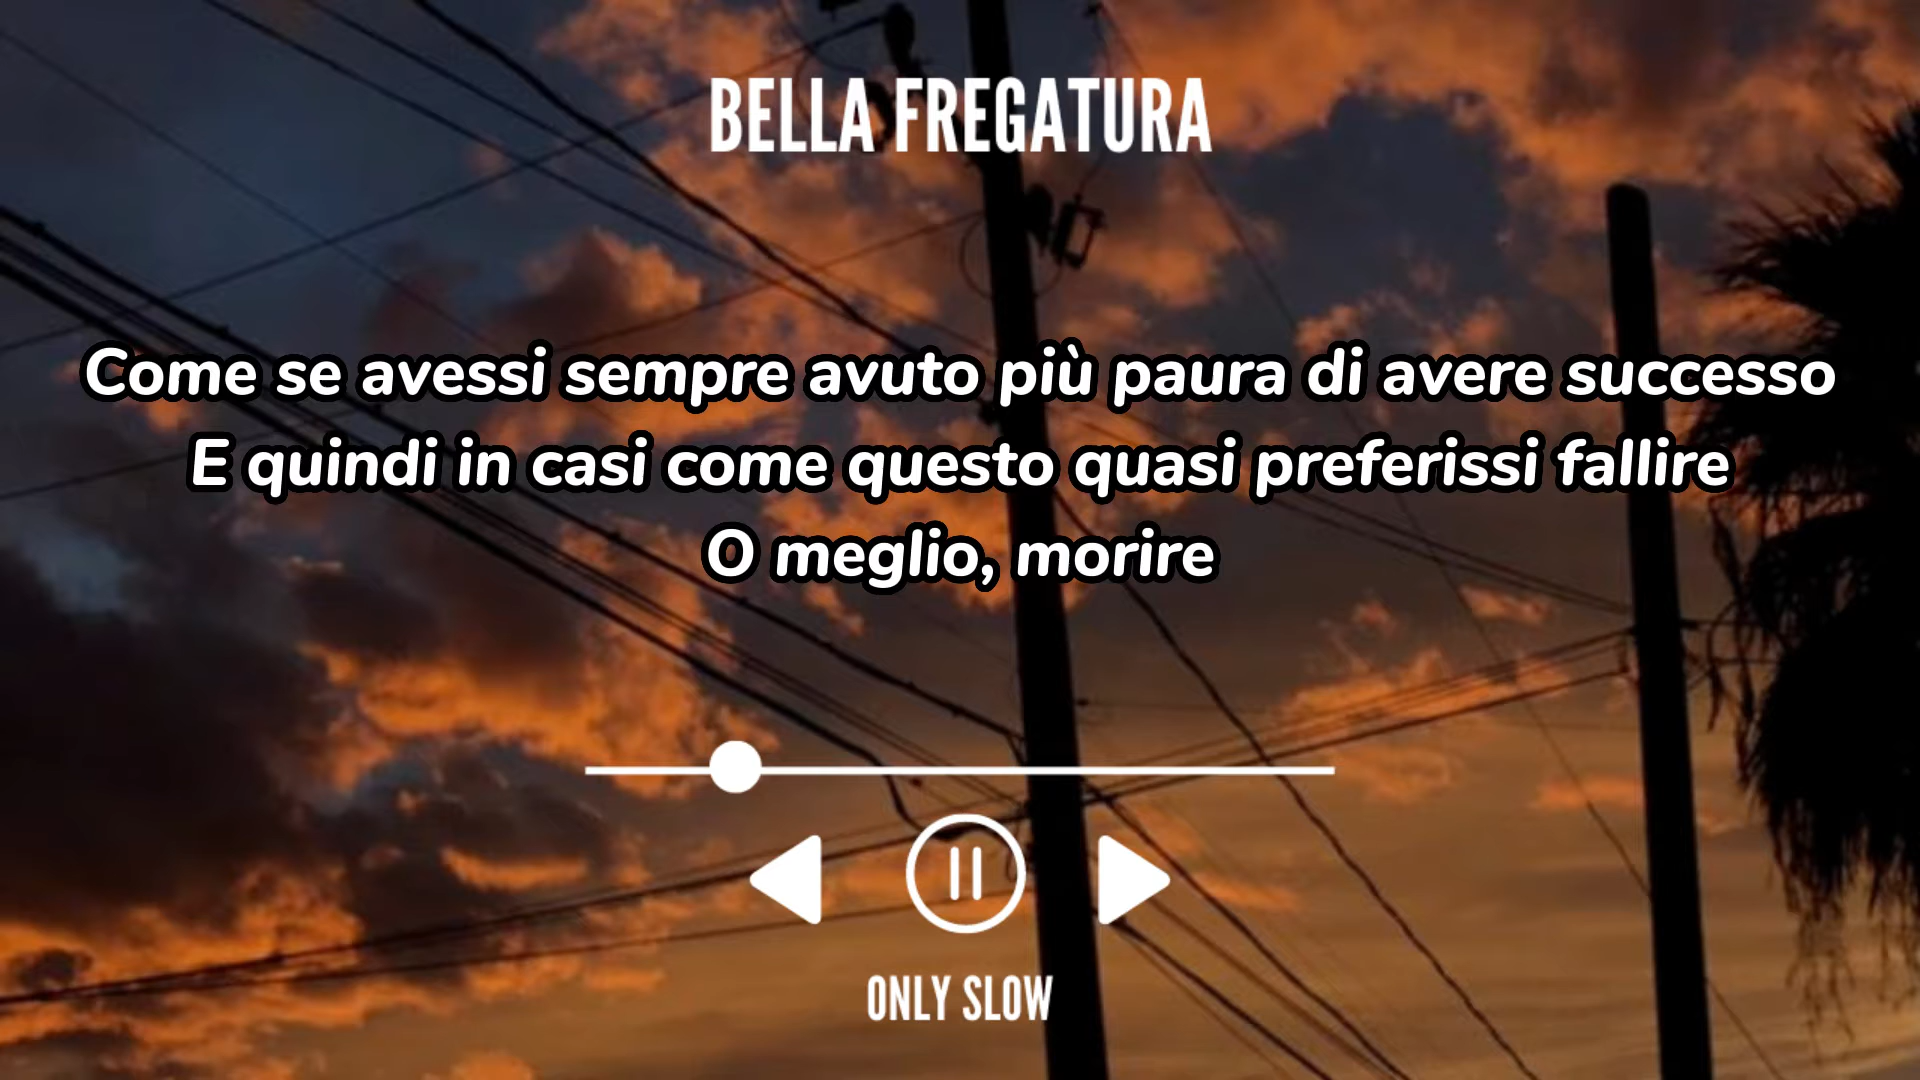 BELLA FREGATURA
Come se avessi sempre avuto più paura di avere successo
E quindi in casi come questo quasi preferissi fallire
O meglio, morire
ONLY SLOW